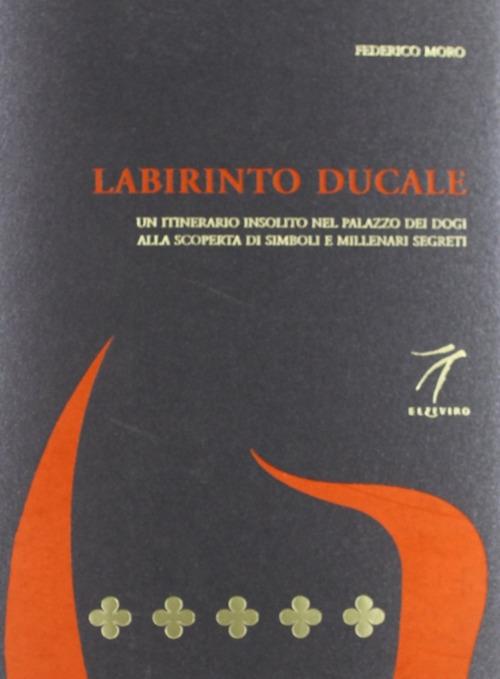 FEDERICO MORO
LABIRINTO DUCALE
UN ITINERARIO INSOLITO NEL PALAZZO DEI DOGI
ALLA SCOPERTA DI SIMBOLI E MILLENARI SEGRETI
ELZEVIRO